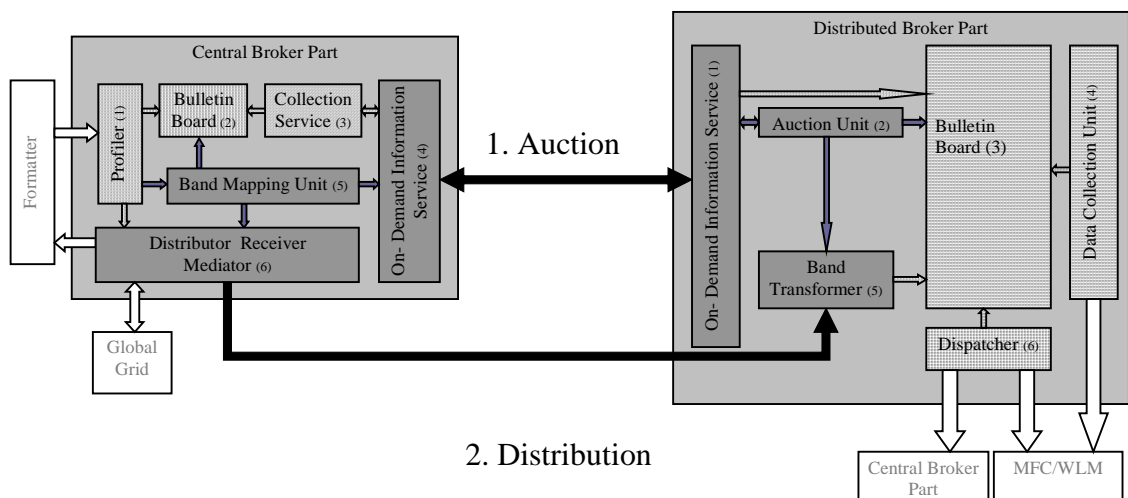 Central Broker Part
Formatter
Profiler (1)
Bulletin
Board (2)
Collection
Service (3)
On- Demand Information
Service (4)
Band Mapping Unit (5)
Distributor Receiver
Mediator (6)
Global
Grid
1. Auction
2. Distribution
Distributed Broker Part
On- Demand Information Service (1)
Auction Unit (2)
Bulletin
Board (3)
Data Collection Unit (4)
Band
Transformer (5)
Dispatcher (6)
Central Broker
Part
MFC/WLM